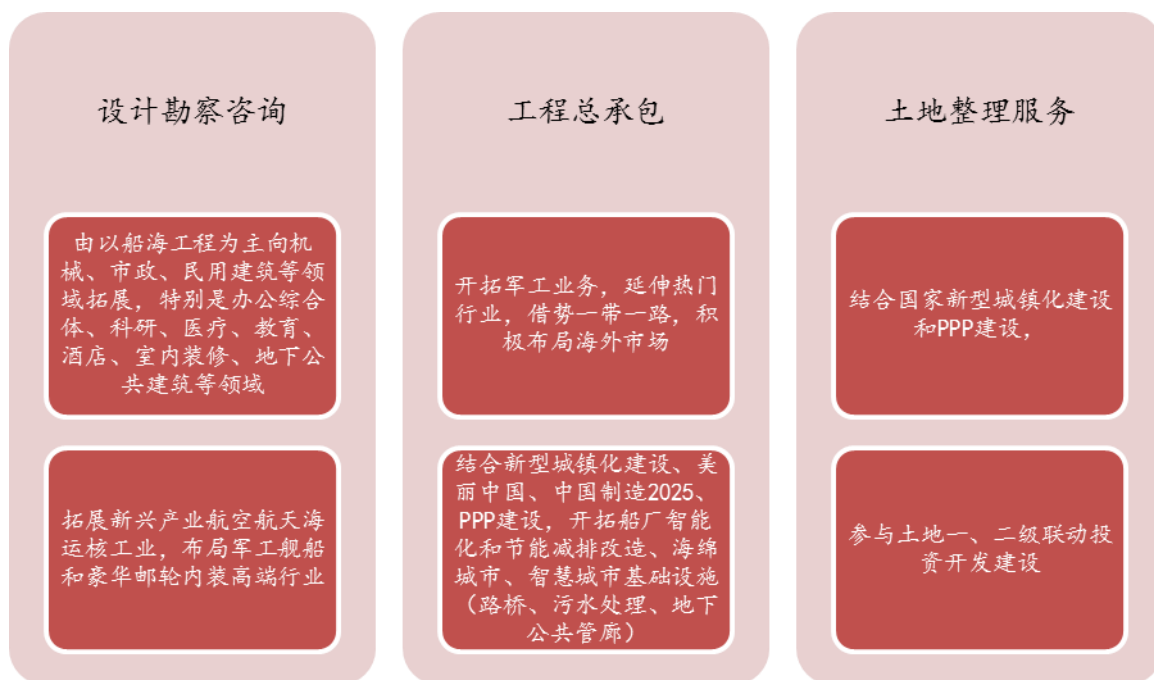 设计勘察咨询
由以船海工程为主向机
械、市政、民用建筑等领
域拓展，特别是办公综合
体、科研、医疗、教育、
酒店、室内装修、地下公
共建筑等领域
拓展新兴产业航空航天海
运核工业，布局军工舰船
和豪华邮轮内装高端行业
工程总承包
开拓军工业务，延伸热门
行业，借势一带一路，积
极布局海外市场
结合新型城镇化建设、美
丽中国、中国制造2025、
PPP建设，开拓船厂智能
化和节能减排改造、海绵
城市、智慧城市基础设施
（路桥、污水处理、地下
公共管廊）
土地整理服务
结合国家新型城镇化建设
和PPP建设，
参与土地一、二级联动投
资开发建设